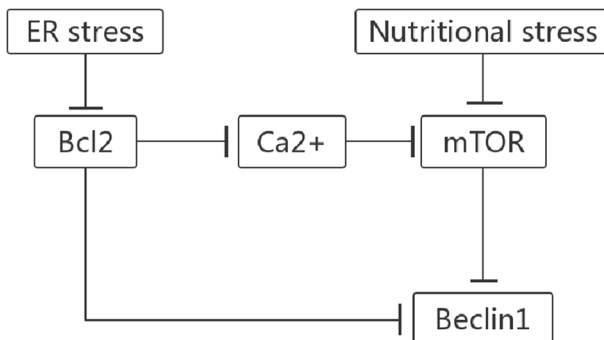 ER stress
Nutritional stress
Bcl2
Ca2+
mTOR
Beclin1